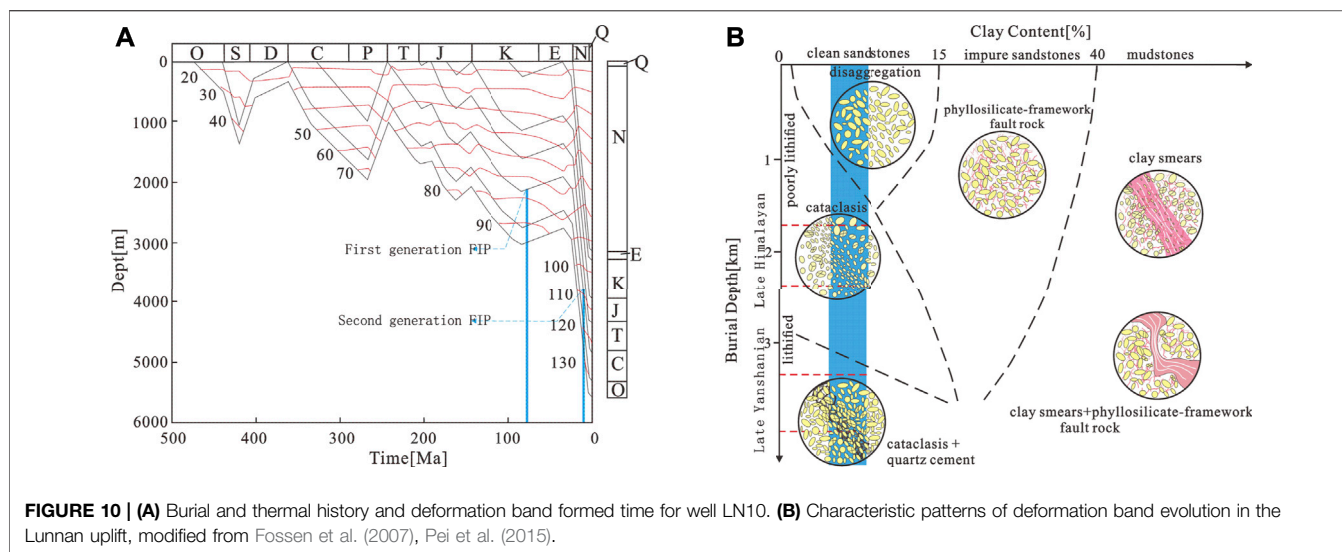 A
Q
O S D C P T J K E N
0
20
30
40
1000
50
60
70
2000
80
90
3000
First generation FIP
100
4000
110
Second generation FIP
120
5000
130
6000
Dept[m]
500 400 300 200 100 0
Time[Ma]
Q
N
E
K
J
T
C
O
B
Clay Content[%]
0 clean sandstones 15 impure sandstones 40 mudstones
disaggregation
phyllosilicate-framework
fault rock
1
poorly lithified
clay smears
cataclasis
2
Late Himalayan
Burial Depth[km]
3
lithified
Late Yanshanian
clay smears+phyllosilicate-framework
fault rock
cataclasis +
quartz cement
FIGURE 10 | (A) Burial and thermal history and deformation band formed time for well LN10. (B) Characteristic patterns of deformation band evolution in the
Lunnan uplift, modified from Fossen et al. (2007), Pei et al. (2015).